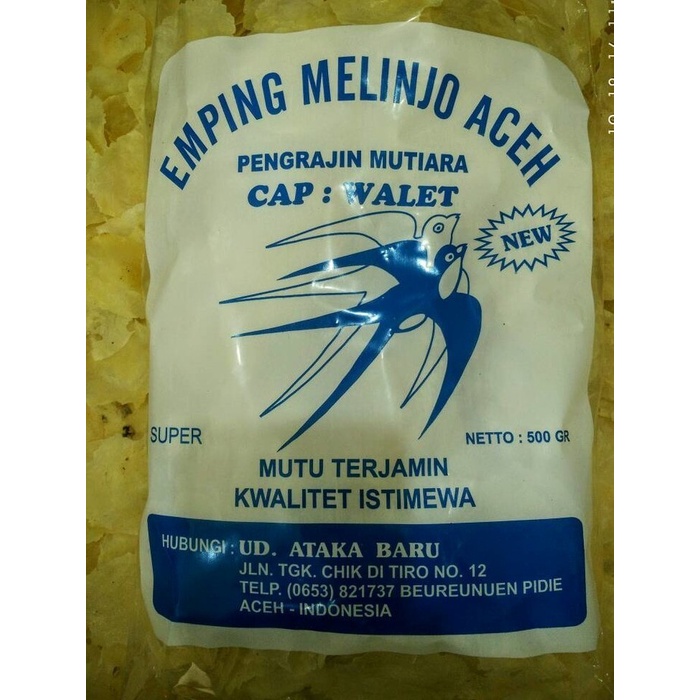 EMPING MELINJO ACEH
PENGRAJIN MUTIARA
CAP : WALET
NEW
SUPER
NETTO : 500 GR
MUTU TERJAMIN
KWALITET ISTIMEWA
HUBUNGI : UD. ATAKA BARU
JLN. TGK. CHIK DI TIRO NO. 12
TELP. (0653) 821737 BEUREUNUEN PIDIE
ACEH - INDONESIA